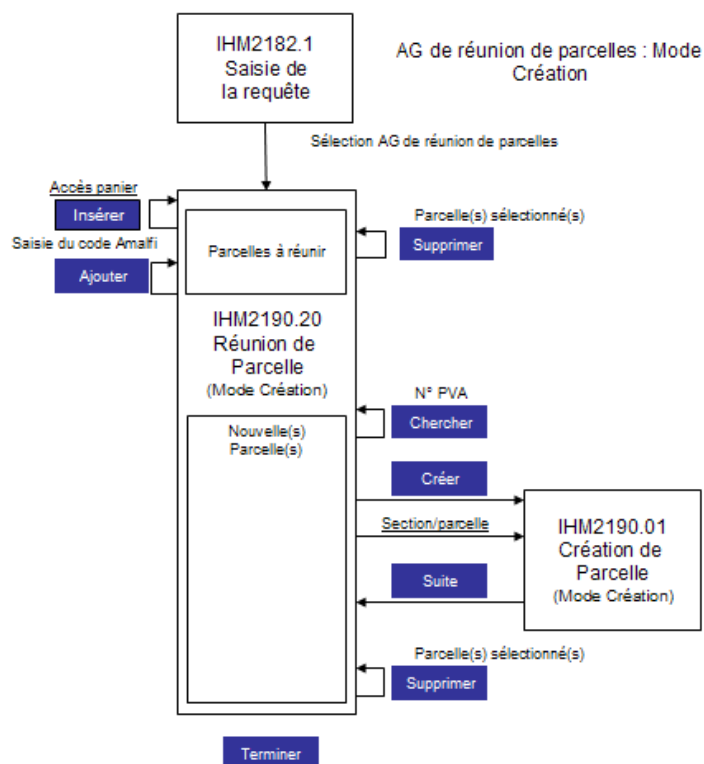 IHM2182.1
Saisie de
la requête
AG de réunion de parcelles : Mode
Création
Sélection AG de réunion de parcelles
Accès panier
Insérer
Saisie du code Amalfi
Ajouter
Parcelles à réunir
Parcelle(s) sélectionné(s)
Supprimer
IHM2190.20
Réunion de
Parcelle
(Mode Création)
N° PVA
Chercher
Nouvelle(s)
Parcelle(s)
Créer
Section/parcelle
IHM2190.01
Création de
Parcelle
(Mode Création)
Suite
Parcelle(s) sélectionné(s)
Supprimer
Terminer